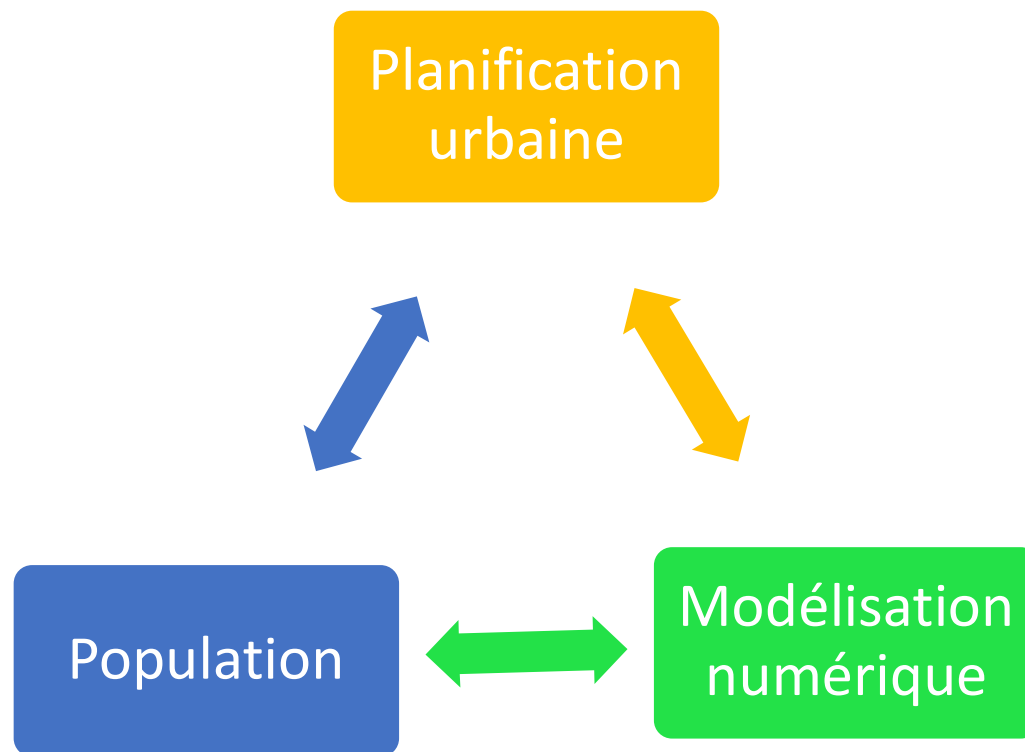 Planification
urbaine
Population
Modélisation
numérique